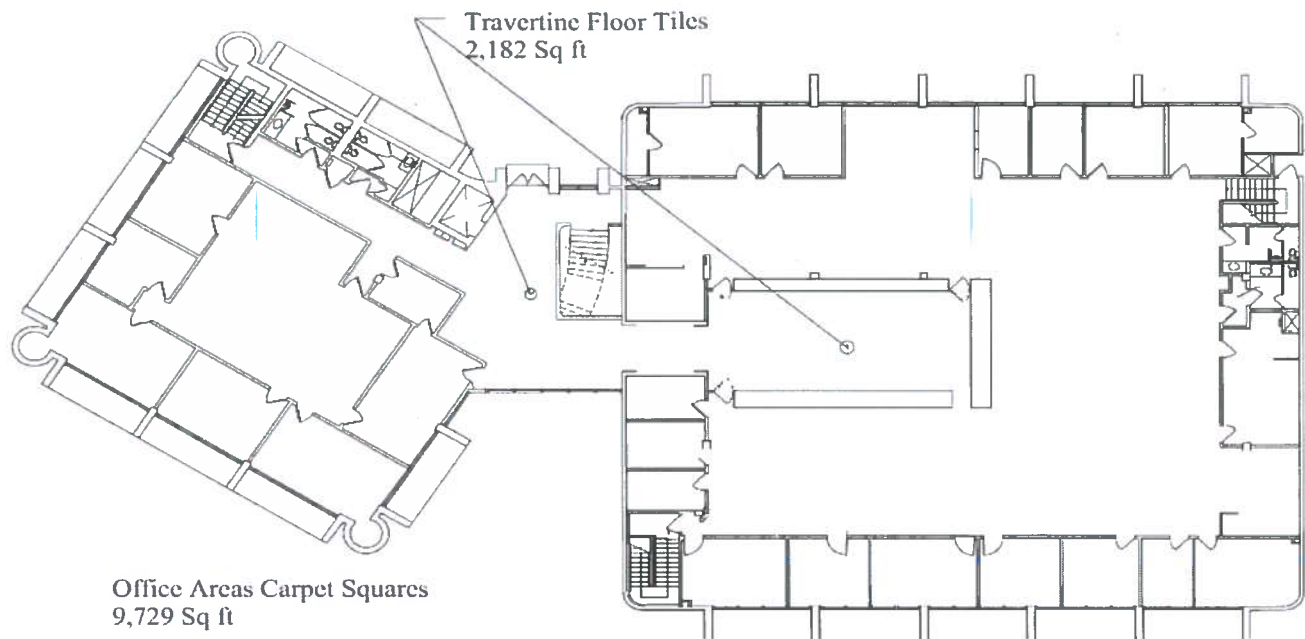 Travertine Floor Tiles
2,182 Sq ft
Office Areas Carpet Squares
9,729 Sq ft